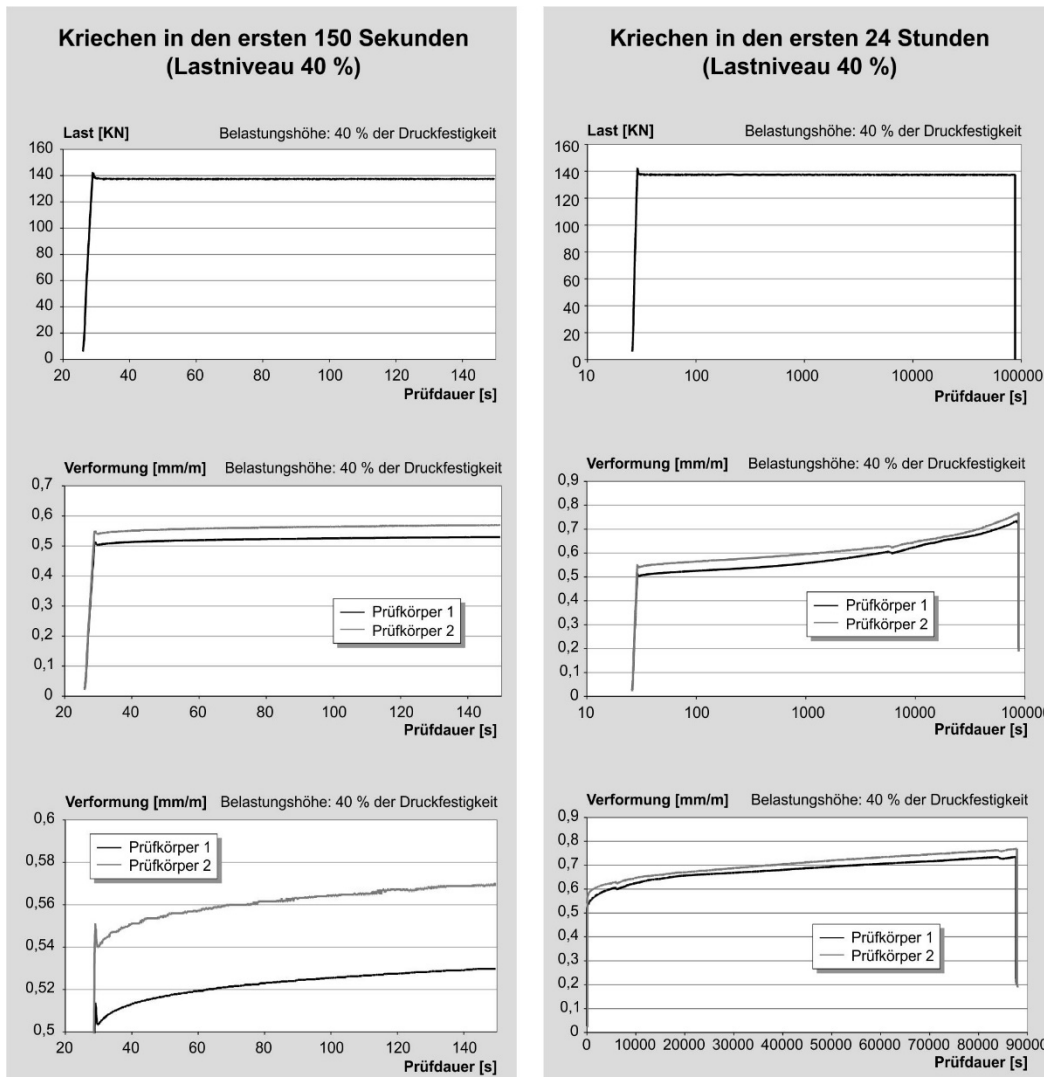 Kriechen in den ersten 150 Sekunden
(Lastniveau 40 %)
Last [KN] Belastungshöhe: 40 % der Druckfestigkeit
160
140
120
100
80
60
40
20
0
20 40 60 80 100 120 140
Prüfdauer [s]
Verformung [mm/m] Belastungshöhe: 40 % der Druckfestigkeit
0,7
0,6
0,5
0,4
0,3
0,2
0,1
0
Prüfkörper 1
Prüfkörper 2
20 40 60 80 100 120 140
Prüfdauer [s]
Verformung [mm/m] Belastungshöhe: 40 % der Druckfestigkeit
0,6
0,58
0,56
0,54
0,52
0,5
Prüfkörper 1
Prüfkörper 2
20 40 60 80 100 120 140
Prüfdauer [s]
Kriechen in den ersten 24 Stunden
(Lastniveau 40 %)
Last [KN] Belastungshöhe: 40 % der Druckfestigkeit
160
140
120
100
80
60
40
20
0
10 100 1000 10000 100000
Prüfdauer [s]
Verformung [mm/m] Belastungshöhe: 40 % der Druckfestigkeit
0,9
0,8
0,7
0,6
0,5
0,4
0,3
0,2
0,1
0
Prüfkörper 1
Prüfkörper 2
10 100 1000 10000 100000
Prüfdauer [s]
Verformung [mm/m] Belastungshöhe: 40 % der Druckfestigkeit
0,9
0,8
0,7
0,6
0,5
0,4
0,3
0,2
0,1
0
Prüfkörper 1
Prüfkörper 2
0 10000 20000 30000 40000 50000 60000 70000 80000 90000
Prüfdauer [s]